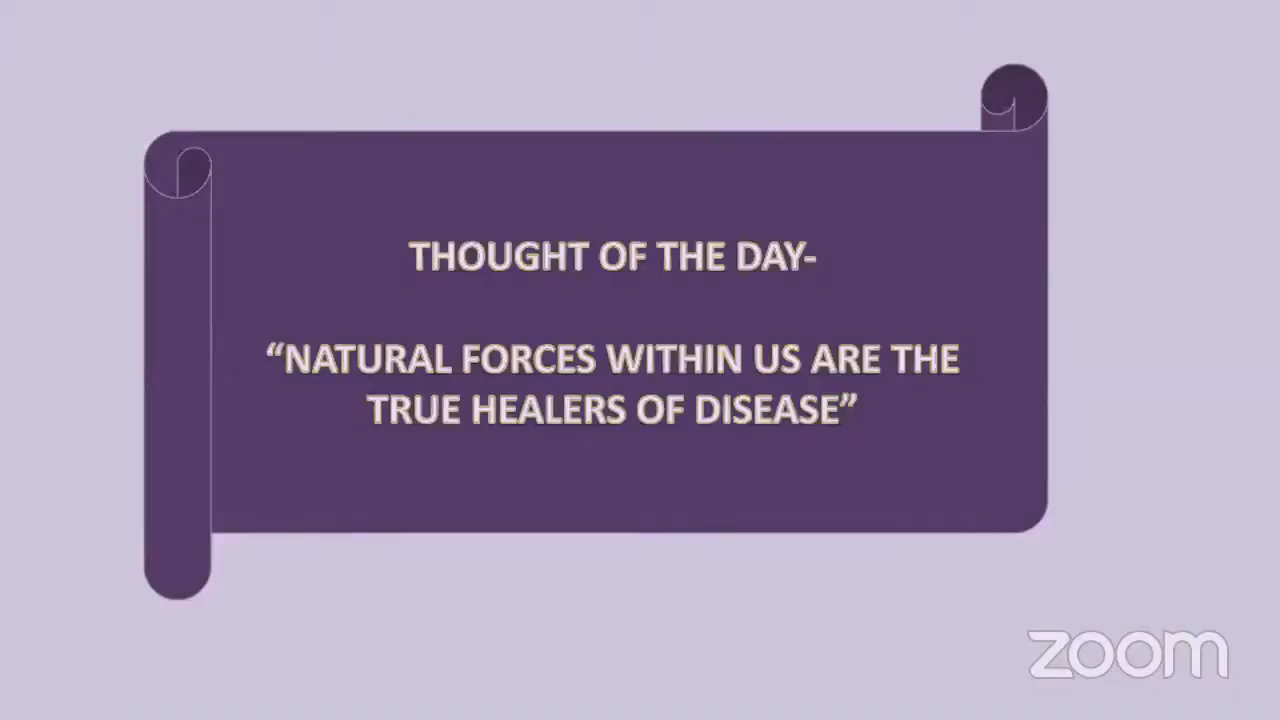 THOUGHT OF THE DAY-
“NATURAL FORCES WITHIN US ARE THE
TRUE HEALERS OF DISEASE”
zoom